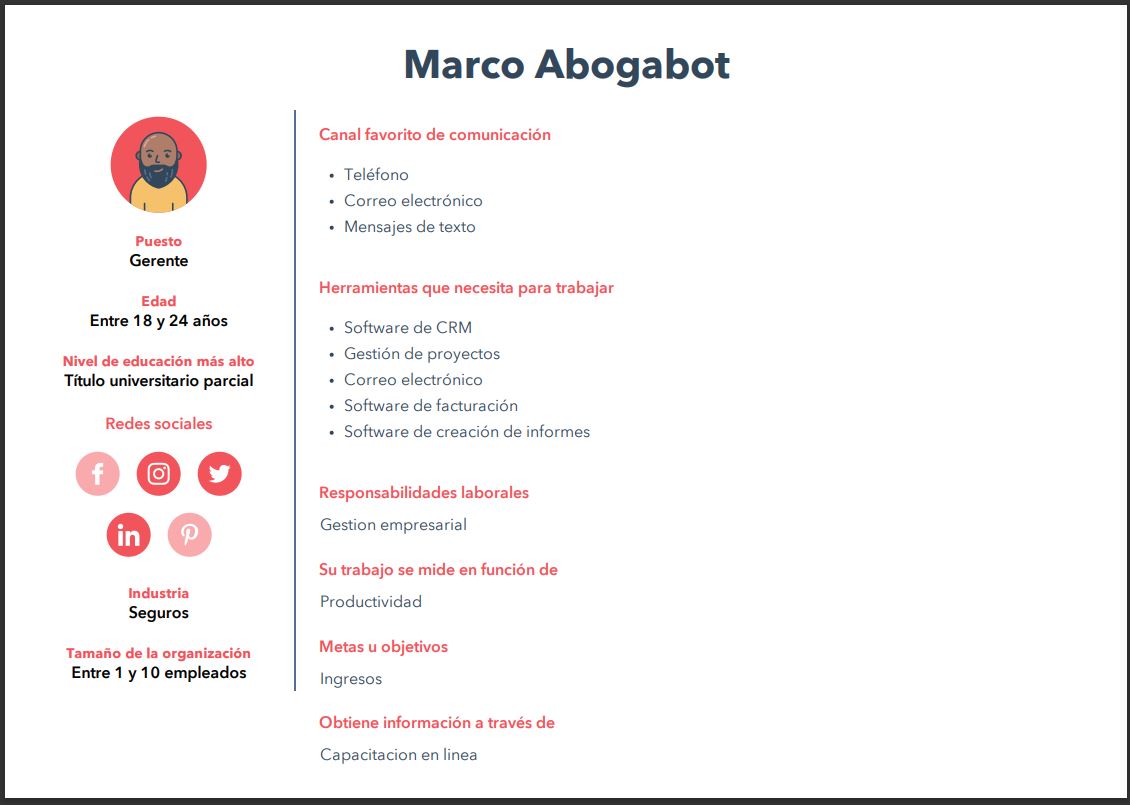 Marco Abogabot
Puesto
Gerente
Edad
Entre 18 y 24 años
Nivel de educación más alto
Título universitario parcial
Redes sociales
Industria
Seguros
Tamaño de la organización
Entre 1 y 10 empleados
Canal favorito de comunicación
• Teléfono
• Correo electrónico
• Mensajes de texto
Herramientas que necesita para trabajar
• Software de CRM
• Gestión de proyectos
• Correo electrónico
• Software de facturación
• Software de creación de informes
Responsabilidades laborales
Gestion empresarial
Su trabajo se mide en función de
Productividad
Metas u objetivos
Ingresos
Obtiene información a través de
Capacitacion en linea